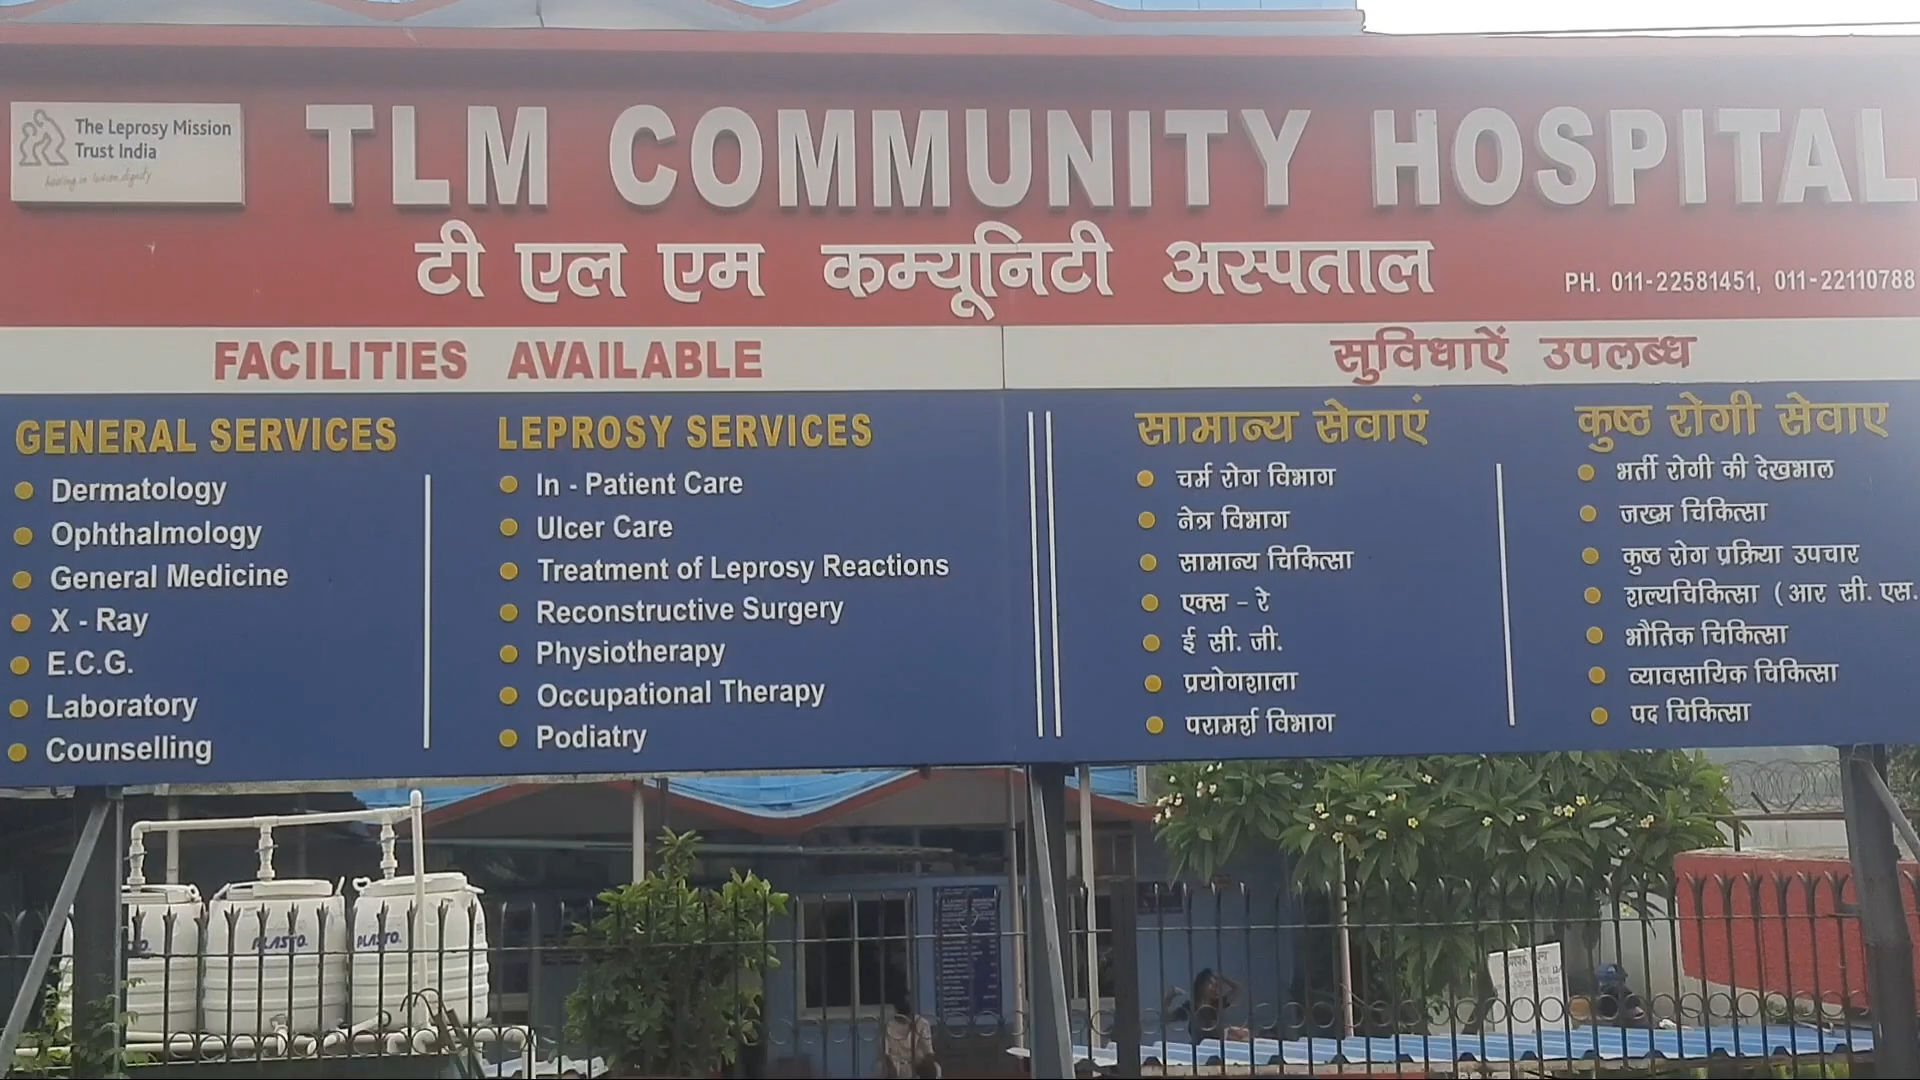 The Leprosy Mission
Trust India
TLM COMMUNITY HOSPITAL
टी एल एम कम्यूनिटी अस्पताल
PH. 011-22581451, 011-22110788
FACILITIES AVAILABLE
सुविधाऐं उपलब्ध
GENERAL SERVICES
Dermatology
Ophthalmology
General Medicine
X - Ray
E.C.G.
Laboratory
Counselling
LEPROSY SERVICES
In - Patient Care
Ulcer Care
Treatment of Leprosy Reactions
Reconstructive Surgery
Physiotherapy
Occupational Therapy
Podiatry
सामान्य सेवाएं
चर्म रोग विभाग
नेत्र विभाग
सामान्य चिकित्सा
एक्स - रे
ई सी. जी.
प्रयोगशाला
परामर्श विभाग
कुष्ठ रोगी सेवाए
भर्ती रोगी की देखभाल
जख्म चिकित्सा
कुष्ठ रोग प्रक्रिया उपचार
शल्यचिकित्सा ( आर सी. एस.
भौतिक चिकित्सा
व्यावसायिक चिकित्सा
पद चिकित्सा
PLASTO.
PLASTO.